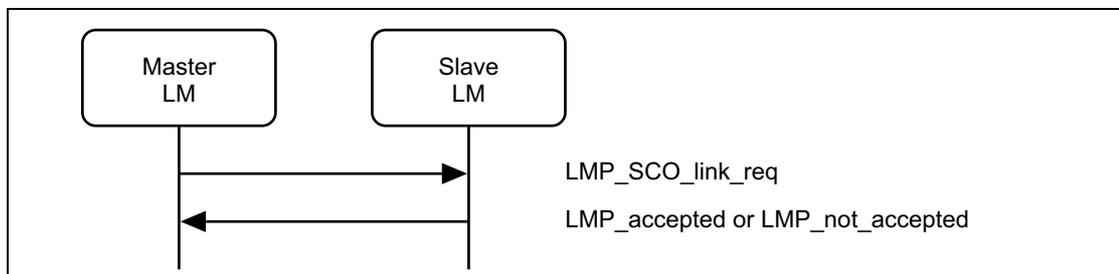 Master
LM
Slave
LM
LMP_SCO_link_req
LMP_accepted or LMP_not_accepted